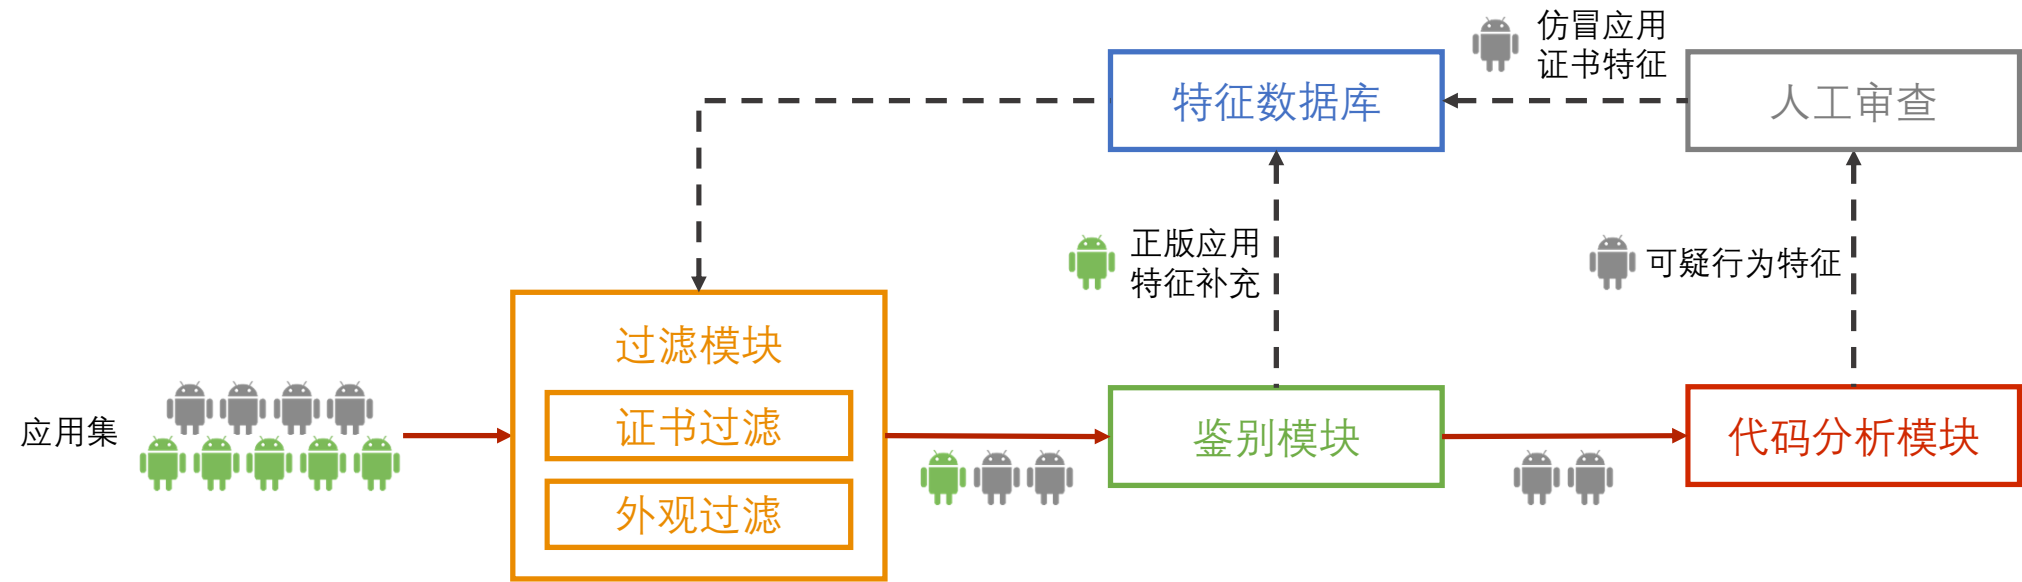 仿冒应用
证书特征
特征数据库
人工审查
正版应用
特征补充
可疑行为特征
过滤模块
应用集
证书过滤
鉴别模块
代码分析模块
外观过滤